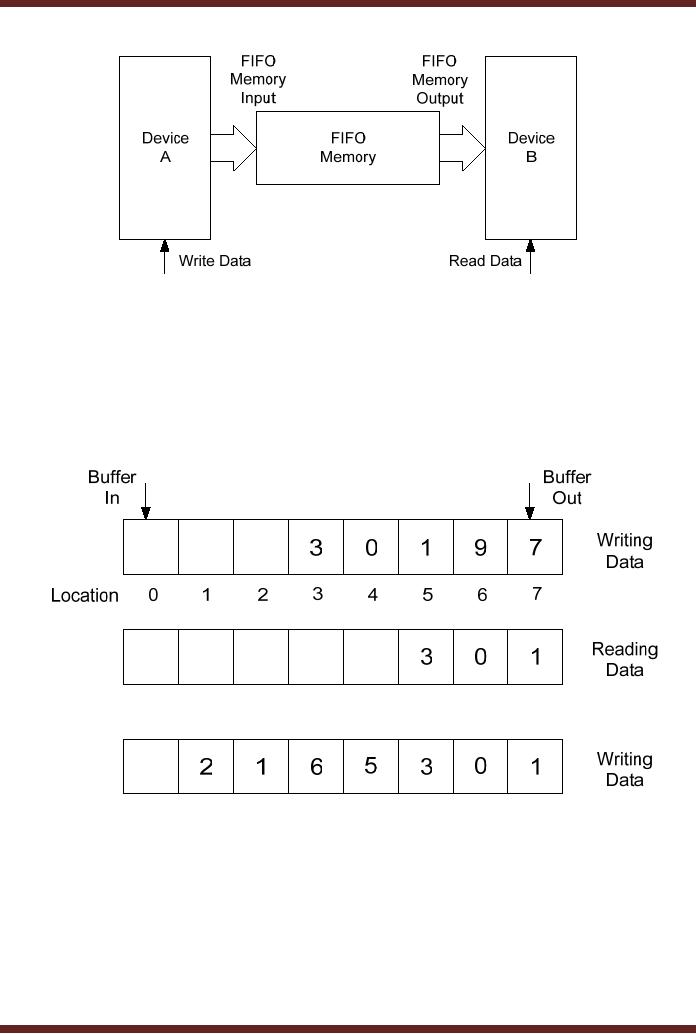 FIFO
Memory
Input
FIFO
Memory
Output
Device
A
FIFO
Memory
Device
B
Write Data
Read Data
Buffer
In
Buffer
Out
3 0 1 9 7
Writing
Data
Location 0 1 2 3 4 5 6 7
3 0 1
Reading
Data
2 1 6 5 3 0 1
Writing
Data